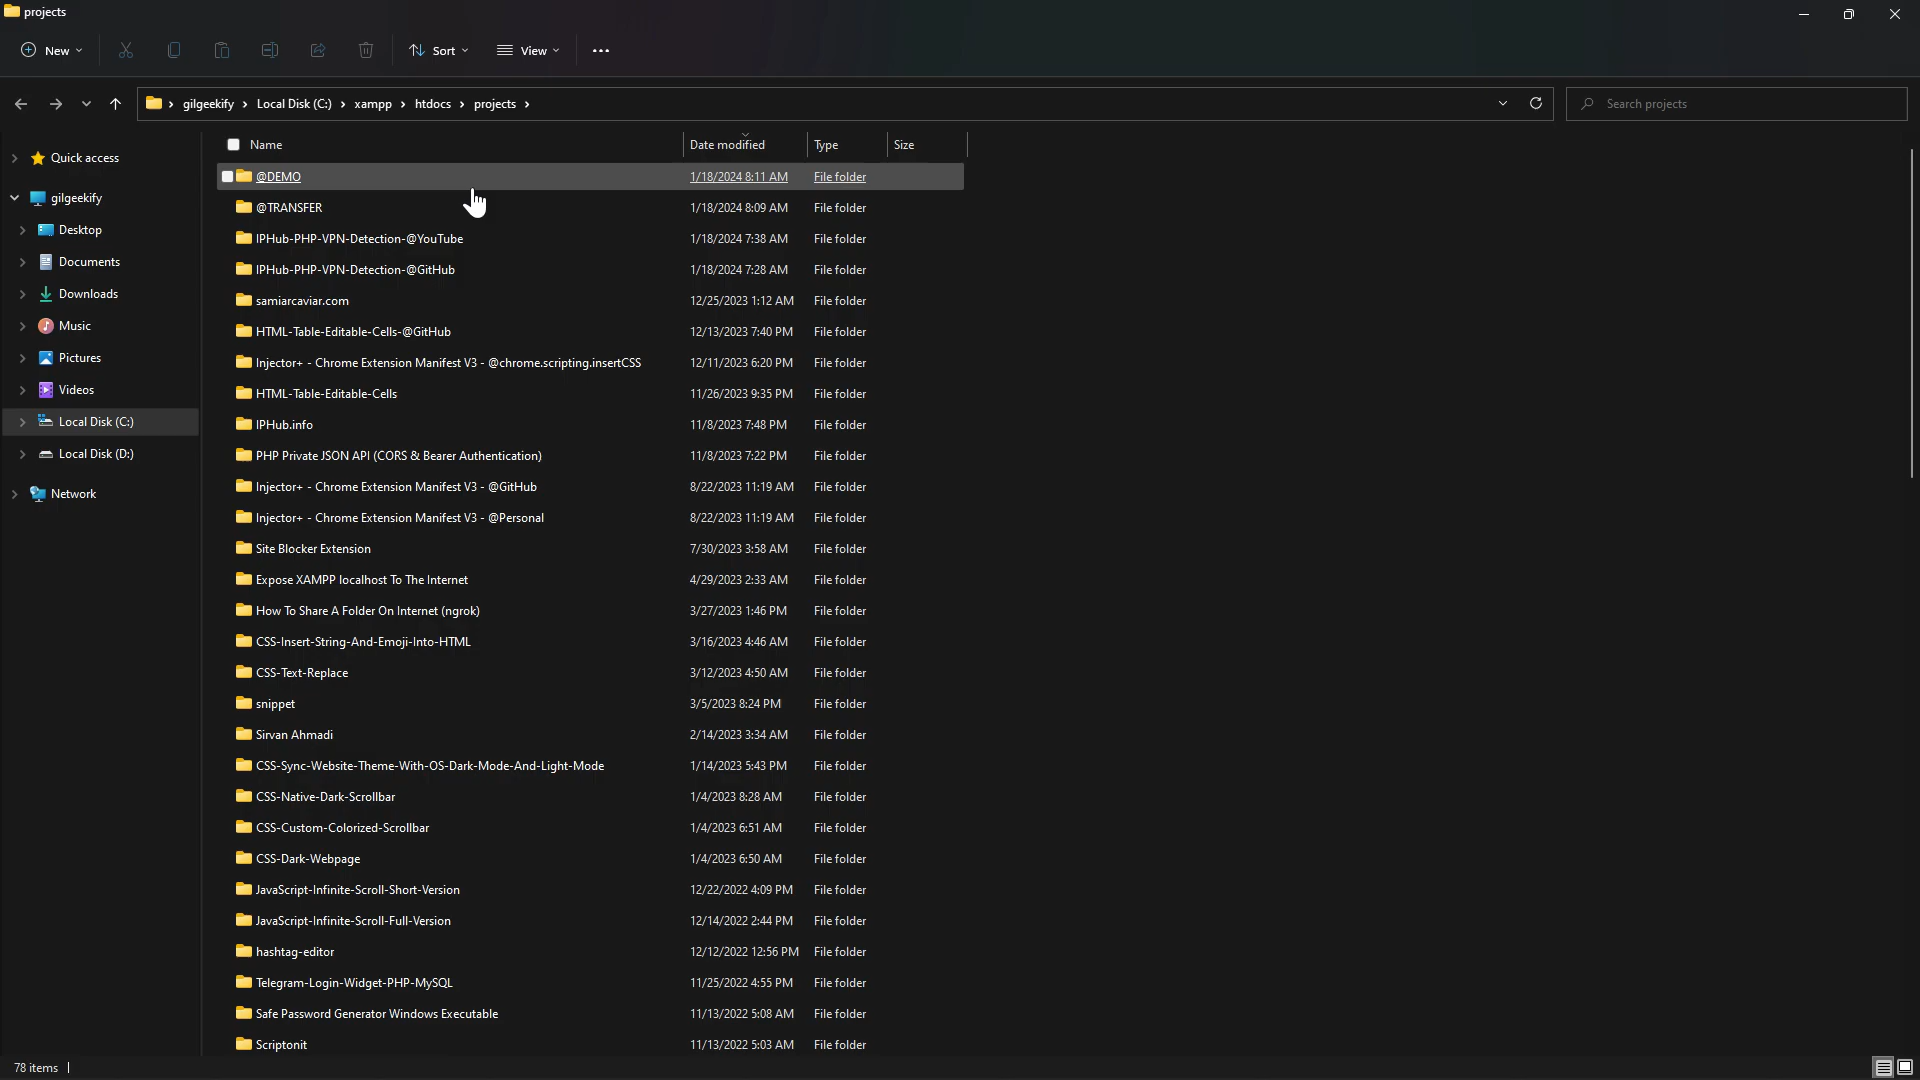 projects
New
Sort
View
gilgeekify
Local Disk (C:)
xampp
htdocs
projects
Search projects
Quick access
gilgeekify
Desktop
Documents
Downloads
Music
Pictures
Videos
Local Disk (C:)
Local Disk (D:)
Network
Name Date modified Type Size
@DEMO 1/18/2024 8:11 AM File folder
@TRANSFER 1/18/2024 8:09 AM File folder
IPHub-PHP-VPN-Detection-@YouTube 1/18/2024 7:38 AM File folder
IPHub-PHP-VPN-Detection-@GitHub 1/18/2024 7:28 AM File folder
samiarcaviar.com 12/25/2023 1:12 AM File folder
HTML-Table-Editable-Cells-@GitHub 12/13/2023 7:40 PM File folder
Injector+ - Chrome Extension Manifest V3 - @chrome.scripting.insertCSS 12/11/2023 6:20 PM File folder
HTML-Table-Editable-Cells 11/26/2023 9:35 PM File folder
IPHub.info 11/8/2023 7:48 PM File folder
PHP Private JSON API (CORS & Bearer Authentication) 11/8/2023 7:22 PM File folder
Injector+ - Chrome Extension Manifest V3 - @GitHub 8/22/2023 11:19 AM File folder
Injector+ - Chrome Extension Manifest V3 - @Personal 8/22/2023 11:19 AM File folder
Site Blocker Extension 7/30/2023 3:58 AM File folder
Expose XAMPP localhost To The Internet 4/29/2023 2:33 AM File folder
How To Share A Folder On Internet (ngrok) 3/27/2023 1:46 PM File folder
CSS-Insert-String-And-Emoji-Into-HTML 3/16/2023 4:46 AM File folder
CSS-Text-Replace 3/12/2023 4:50 AM File folder
snippet 3/5/2023 8:24 PM File folder
Sirvan Ahmadi 2/14/2023 3:34 AM File folder
CSS-Sync-Website-Theme-With-OS-Dark-Mode-And-Light-Mode 1/14/2023 5:43 PM File folder
CSS-Native-Dark-Scrollbar 1/4/2023 8:28 AM File folder
CSS-Custom-Colorized-Scrollbar 1/4/2023 6:51 AM File folder
CSS-Dark-Webpage 1/4/2023 6:50 AM File folder
JavaScript-Infinite-Scroll-Short-Version 12/22/2022 4:09 PM File folder
JavaScript-Infinite-Scroll-Full-Version 12/14/2022 2:44 PM File folder
hashtag-editor 12/12/2022 12:56 PM File folder
Telegram-Login-Widget-PHP-MySQL 11/25/2022 4:55 PM File folder
Safe Password Generator Windows Executable 11/13/2022 5:08 AM File folder
Scriptonit 11/13/2022 5:03 AM File folder
78 items